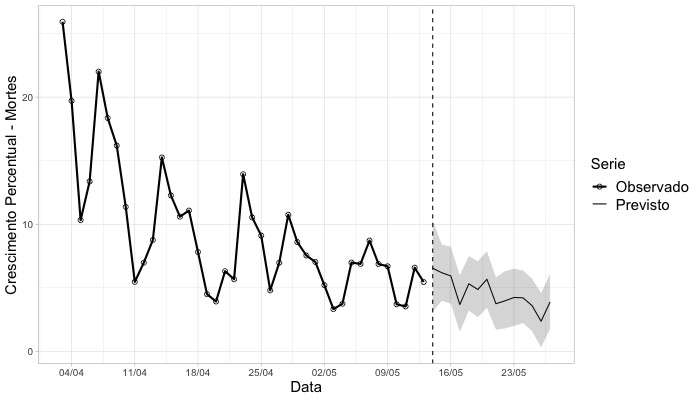 Crescimento Percentual - Mortes
20
10
0
04/04 11/04 18/04 25/04 02/05 09/05 16/05 23/05
Data
Serie
Observado
Previsto